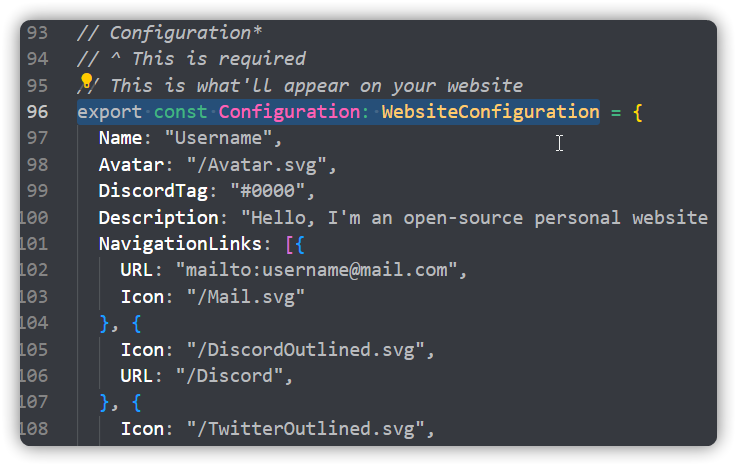 93 // Configuration*
94 // ^ This is required
95 // This is what'll appear on your website
96 export const Configuration: WebsiteConfiguration = {
97 Name: "Username",
98 Avatar: "/Avatar.svg",
99 DiscordTag: "#0000",
100 Description: "Hello, I'm an open-source personal website
101 NavigationLinks: [{
102 URL: "mailto:username@mail.com",
103 Icon: "/Mail.svg"
104 }, {
105 Icon: "/DiscordOutlined.svg",
106 URL: "/Discord",
107 }, {
108 Icon: "/TwitterOutlined.svg",